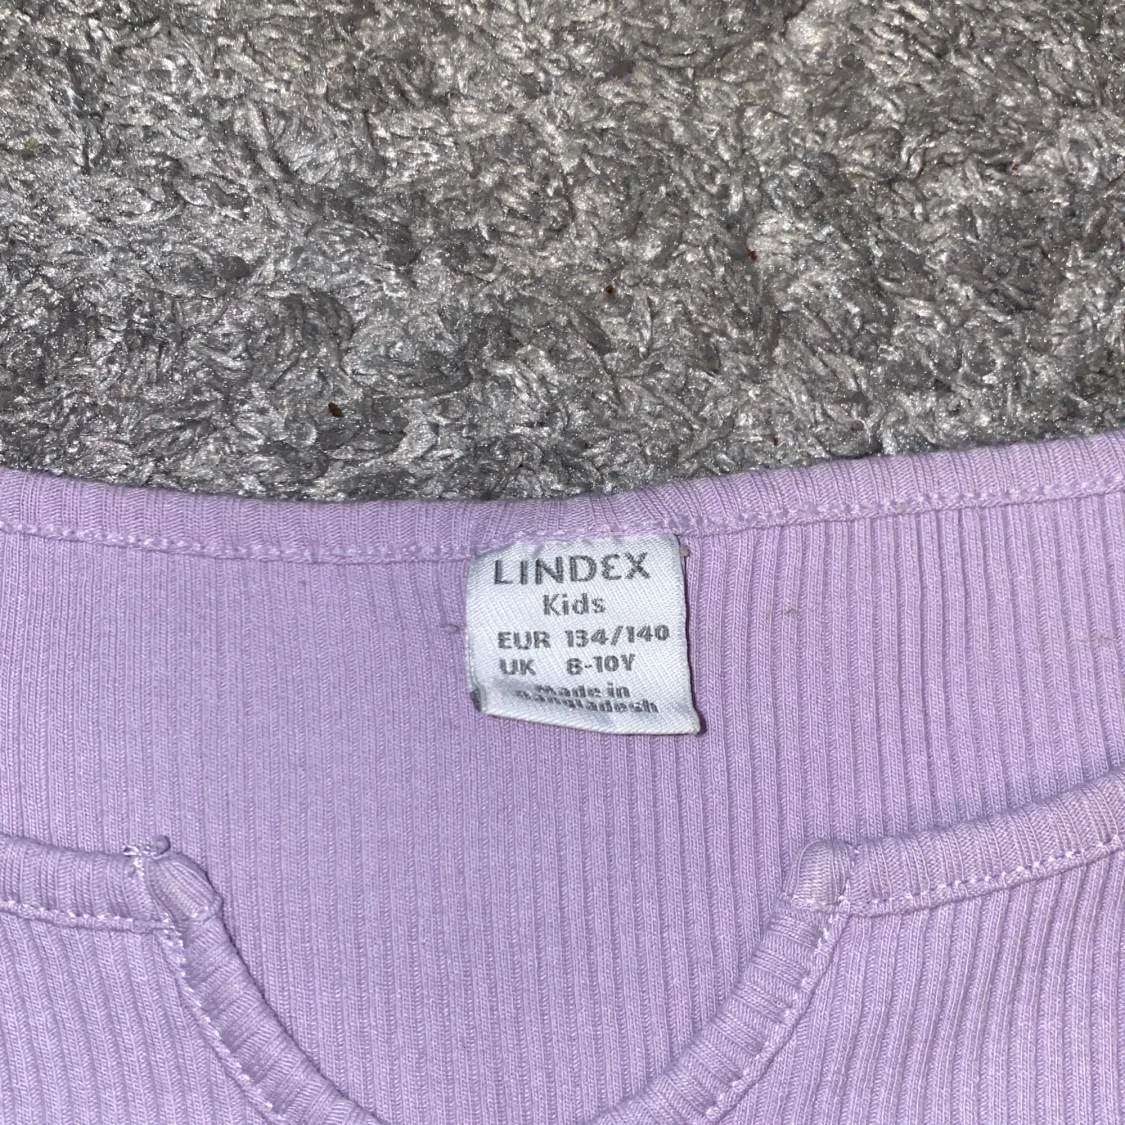 LINDEX
Kids
EUR 134/140
UK 8-10Y
Made in
Bangladesh